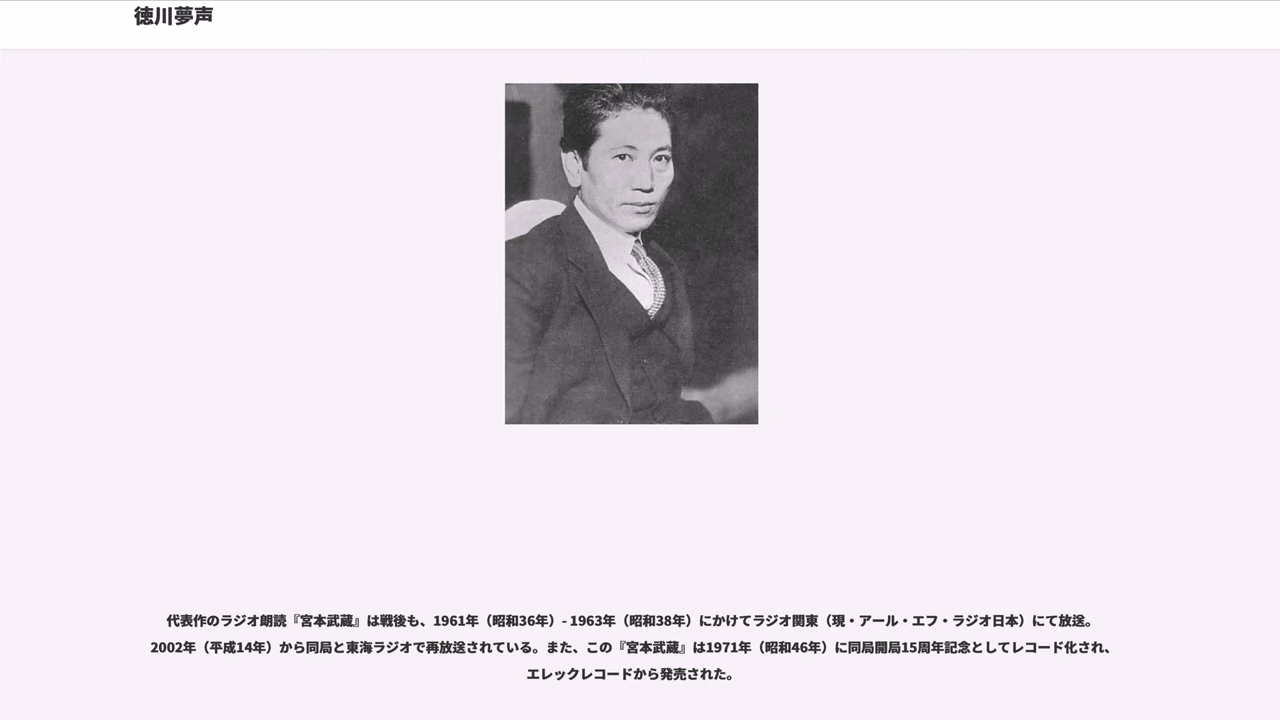 徳川夢声
代表作のラジオ朗読『宮本武蔵』は戦後も、1961年（昭和36年）- 1963年（昭和38年）にかけてラジオ関東（現・アール・エフ・ラジオ日本）にて放送。
2002年（平成14年）から同局と東海ラジオで再放送されている。また、この『宮本武蔵』は1971年（昭和46年）に同局開局15周年記念としてレコード化され、
エレックレコードから発売された。